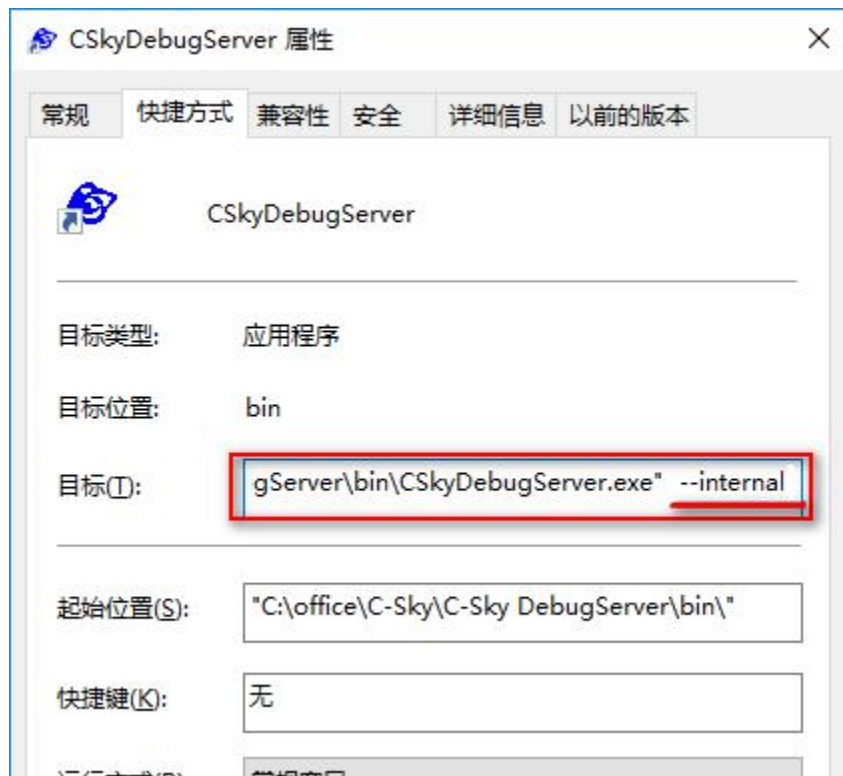 CSkyDebugServer 属性
常规 快捷方式 兼容性 安全 详细信息 以前的版本
CSkyDebugServer
目标类型: 应用程序
目标位置: bin
目标(T): gServer\bin\CSkyDebugServer.exe" --internal
起始位置(S): "C:\office\C-Sky\C-Sky DebugServer\bin\"
快捷键(K): 无